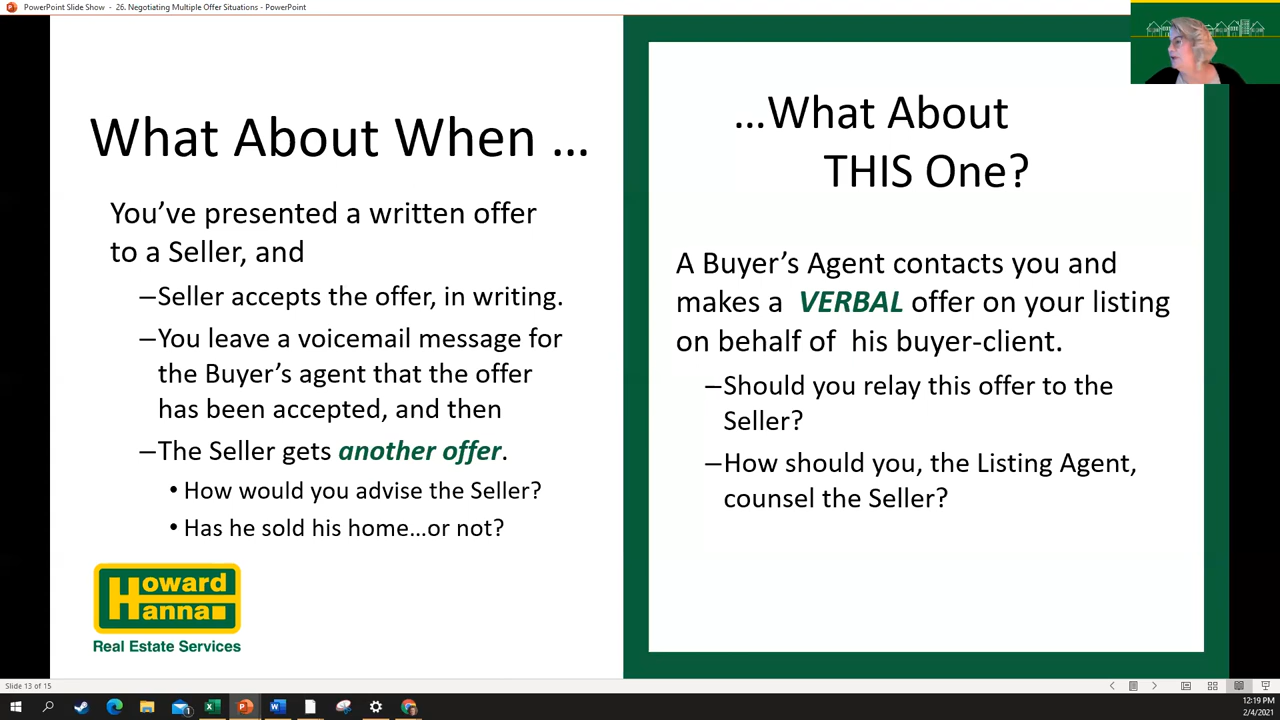 PowerPoint Slide Show - 26. Negotiating Multiple Offer Situations - PowerPoint
What About When …
You’ve presented a written offer
to a Seller, and
–Seller accepts the offer, in writing.
–You leave a voicemail message for
the Buyer’s agent that the offer
has been accepted, and then
–The Seller gets another offer.
• How would you advise the Seller?
• Has he sold his home…or not?
Howard
Hanna
Real Estate Services
…What About
THIS One?
A Buyer’s Agent contacts you and
makes a VERBAL offer on your listing
on behalf of his buyer-client.
–Should you relay this offer to the
Seller?
–How should you, the Listing Agent,
counsel the Seller?
Slide 13 of 15
12:19 PM
2/4/2021